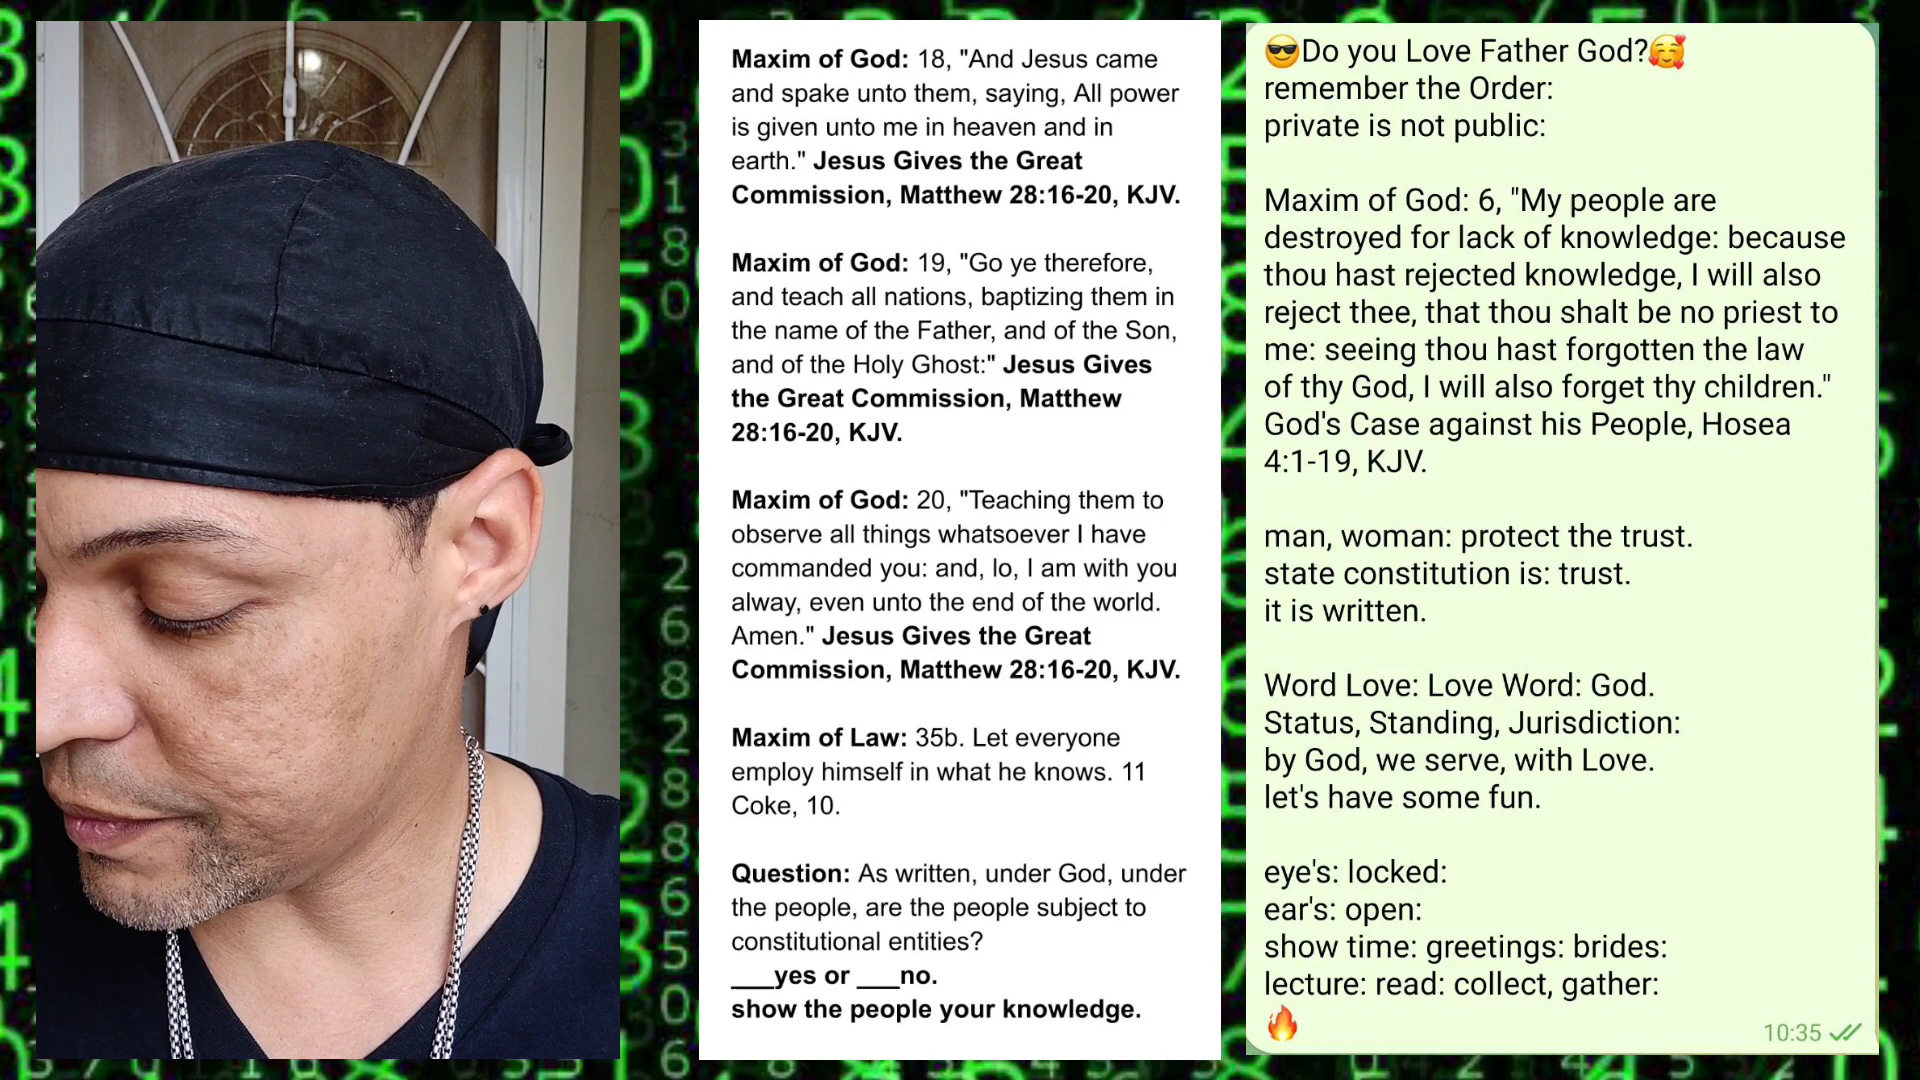 Maxim of God: 18, "And Jesus came
and spake unto them, saying, All power
is given unto me in heaven and in
earth." Jesus Gives the Great
Commission, Matthew 28:16-20, KJV.
Maxim of God: 19, "Go ye therefore,
and teach all nations, baptizing them in
the name of the Father, and of the Son,
and of the Holy Ghost:" Jesus Gives
the Great Commission, Matthew
28:16-20, KJV.
Maxim of God: 20, "Teaching them to
observe all things whatsoever I have
commanded you: and, lo, I am with you
alway, even unto the end of the world.
Amen." Jesus Gives the Great
Commission, Matthew 28:16-20, KJV.
Maxim of Law: 35b. Let everyone
employ himself in what he knows. 11
Coke, 10.
Question: As written, under God, under
the people, are the people subject to
constitutional entities?
___yes or ___no.
show the people your knowledge.
😎Do you Love Father God?🥰
remember the Order:
private is not public:
Maxim of God: 6, "My people are
destroyed for lack of knowledge: because
thou hast rejected knowledge, I will also
reject thee, that thou shalt be no priest to
me: seeing thou hast forgotten the law
of thy God, I will also forget thy children."
God's Case against his People, Hosea
4:1-19, KJV.
man, woman: protect the trust.
state constitution is: trust.
it is written.
Word Love: Love Word: God.
Status, Standing, Jurisdiction:
by God, we serve, with Love.
let's have some fun.
eye's: locked:
ear's: open:
show time: greetings: brides:
lecture: read: collect, gather:
🔥
10:35